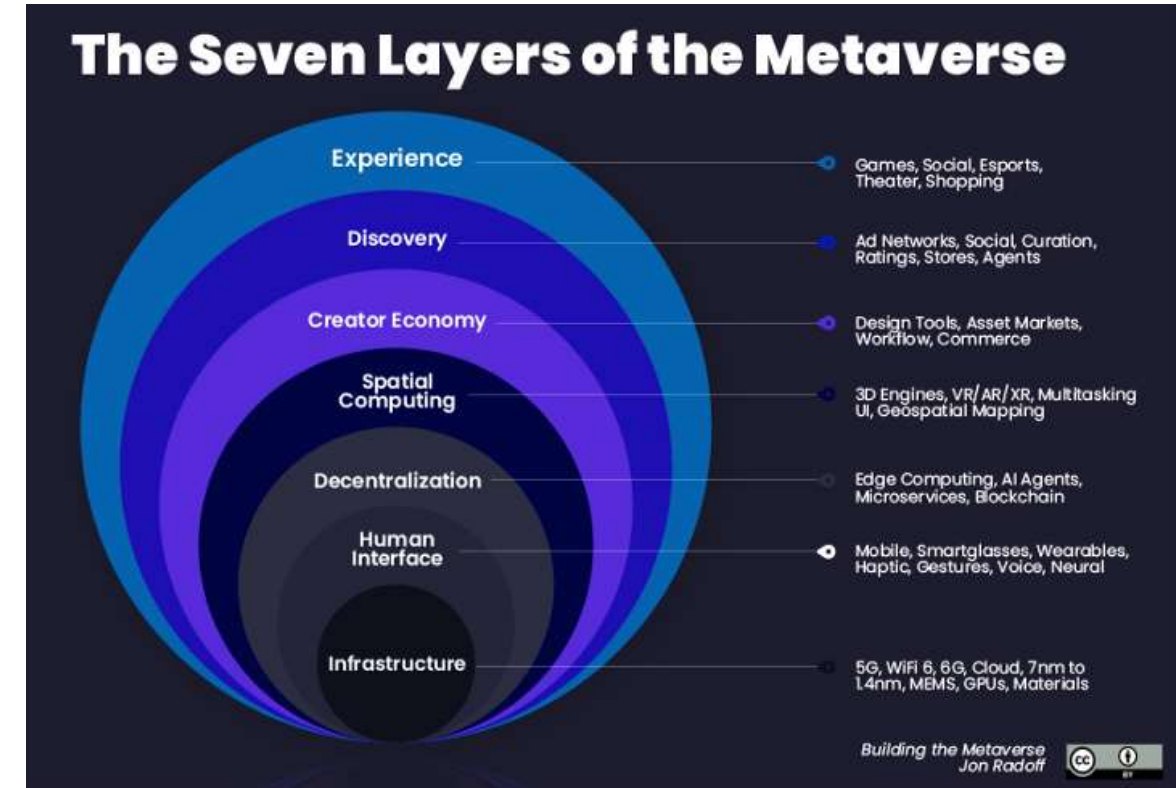 The Seven Layers of the Metaverse
Experience
Games, Social, Esports,
Theater, Shopping
Discovery
Ad Networks, Social, Curation,
Ratings, Stores, Agents
Creator Economy
Design Tools, Asset Markets,
Workflow, Commerce
Spatial
Computing
3D Engines, VR/AR/XR, Multitasking
UI, Geospatial Mapping
Decentralization
Edge Computing, AI Agents,
Microservices, Blockchain
Human
Interface
Mobile, Smartglasses, Wearables,
Haptic, Gestures, Voice, Neural
Infrastructure
5G, WiFi 6, 6G, Cloud, 7nm to
1.4nm, MEMS, GPUs, Materials
Building the Metaverse
Jon Radoff
cc
BY